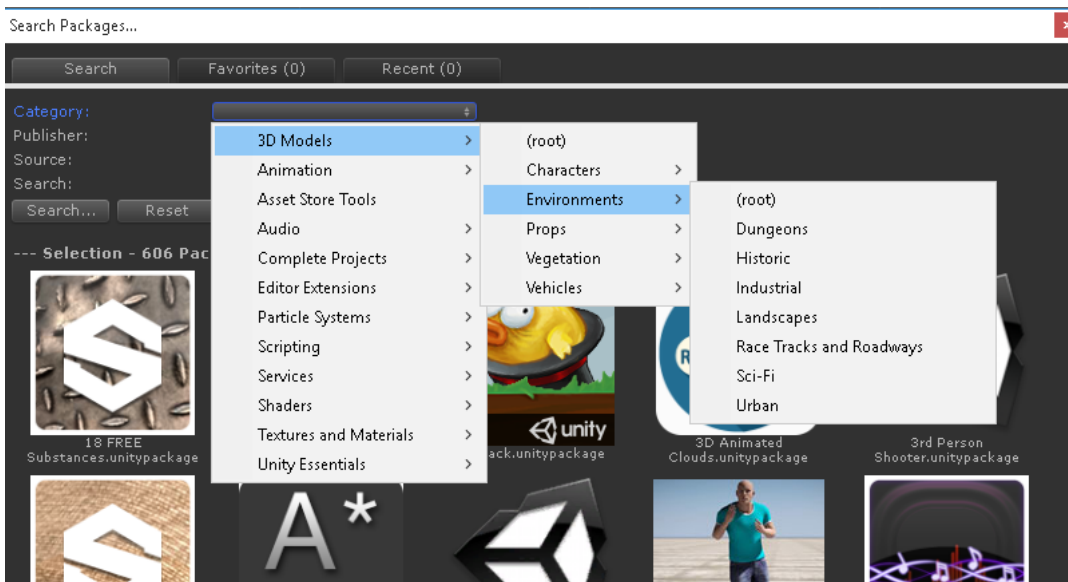 Search Packages...
Search
Favorites (0)
Recent (0)
Category:
Publisher:
Source:
Search:
Search...
Reset
--- Selection - 606 Pac
3D Models
Animation
Asset Store Tools
Audio
Complete Projects
Editor Extensions
Particle Systems
Scripting
Services
Shaders
Textures and Materials
Unity Essentials
(root)
Characters
Environments
Props
Vegetation
Vehicles
(root)
Dungeons
Historic
Industrial
Landscapes
Race Tracks and Roadways
Sci-Fi
Urban
unity
18 FREE
Substances.unitypackage
ack.unitypackage
3D Animated
Clouds.unitypackage
3rd Person
Shooter.unitypackage
A*